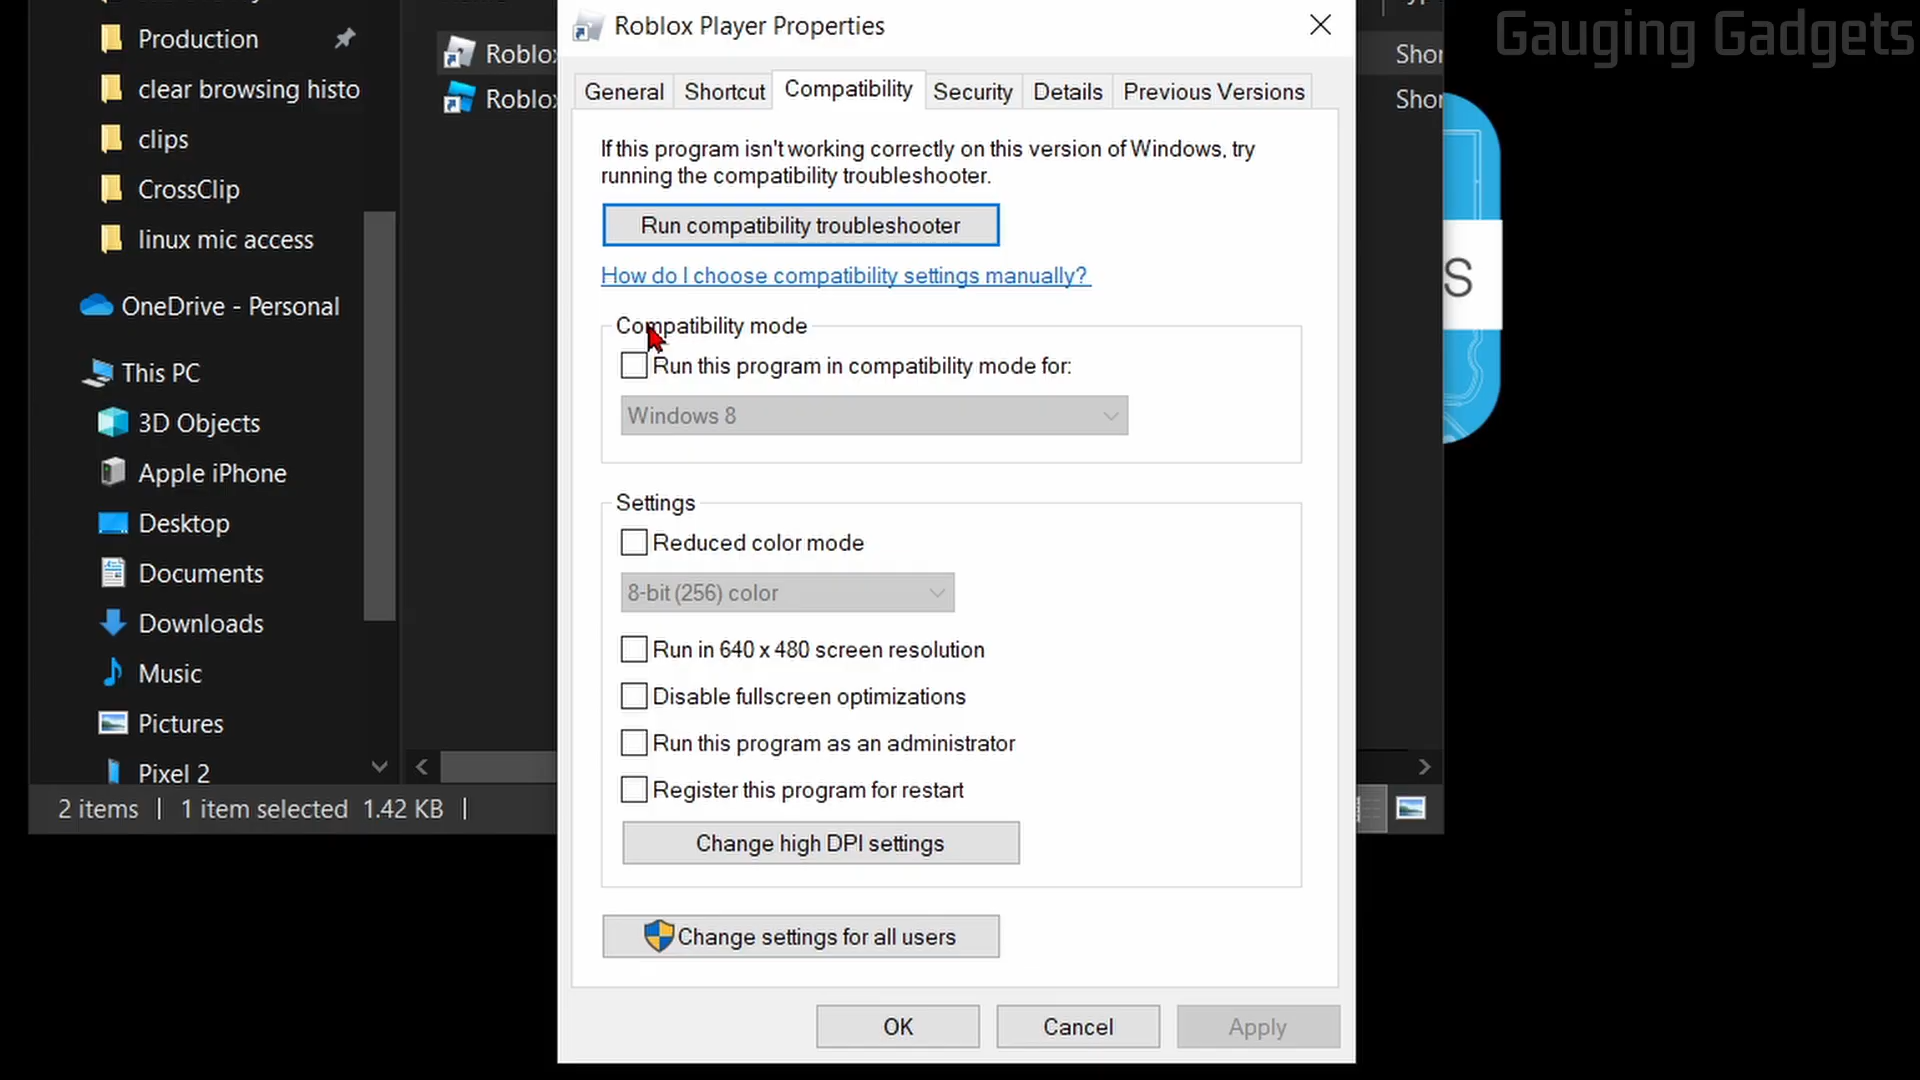 Gauging Gadgets
Production
clear browsing histo
clips
CrossClip
linux mic access
OneDrive - Personal
This PC
3D Objects
Apple iPhone
Desktop
Documents
Downloads
Music
Pictures
Pixel 2
2 items | 1 item selected 1.42 KB |
Roblox
Roblox
Shor
Shor
S
Roblox Player Properties
General Shortcut Compatibility Security Details Previous Versions
If this program isn't working correctly on this version of Windows, try
running the compatibility troubleshooter.
Run compatibility troubleshooter
How do I choose compatibility settings manually?
Compatibility mode
Run this program in compatibility mode for:
Windows 8
Settings
Reduced color mode
8-bit (256) color
Run in 640 x 480 screen resolution
Disable fullscreen optimizations
Run this program as an administrator
Register this program for restart
Change high DPI settings
Change settings for all users
OK Cancel Apply